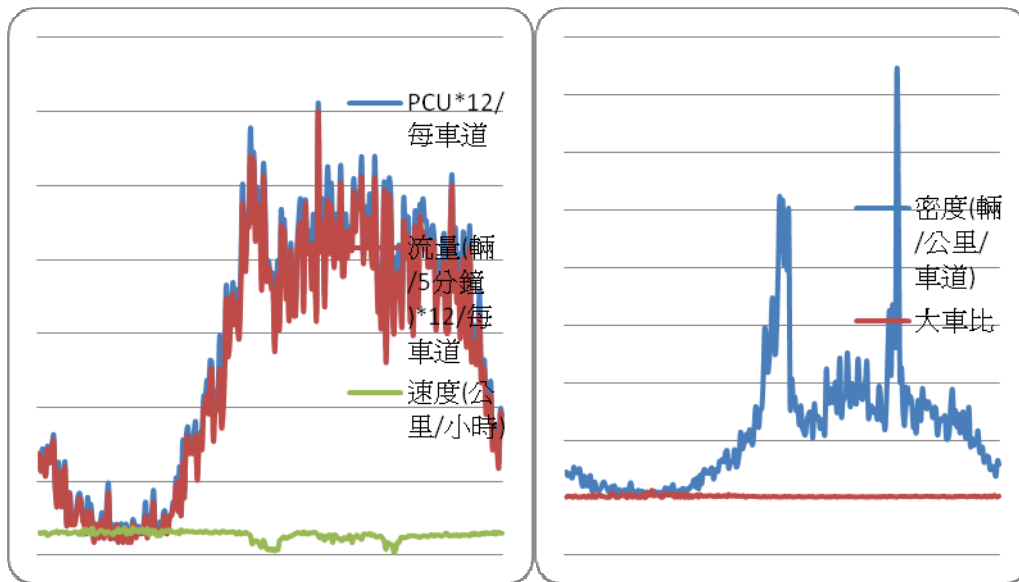 PCU*12/
每車道
流量(輛
/5分鐘
)*12/每
車道
速度(公
里/小時)
密度(輛
/公里/
車道)
大車比